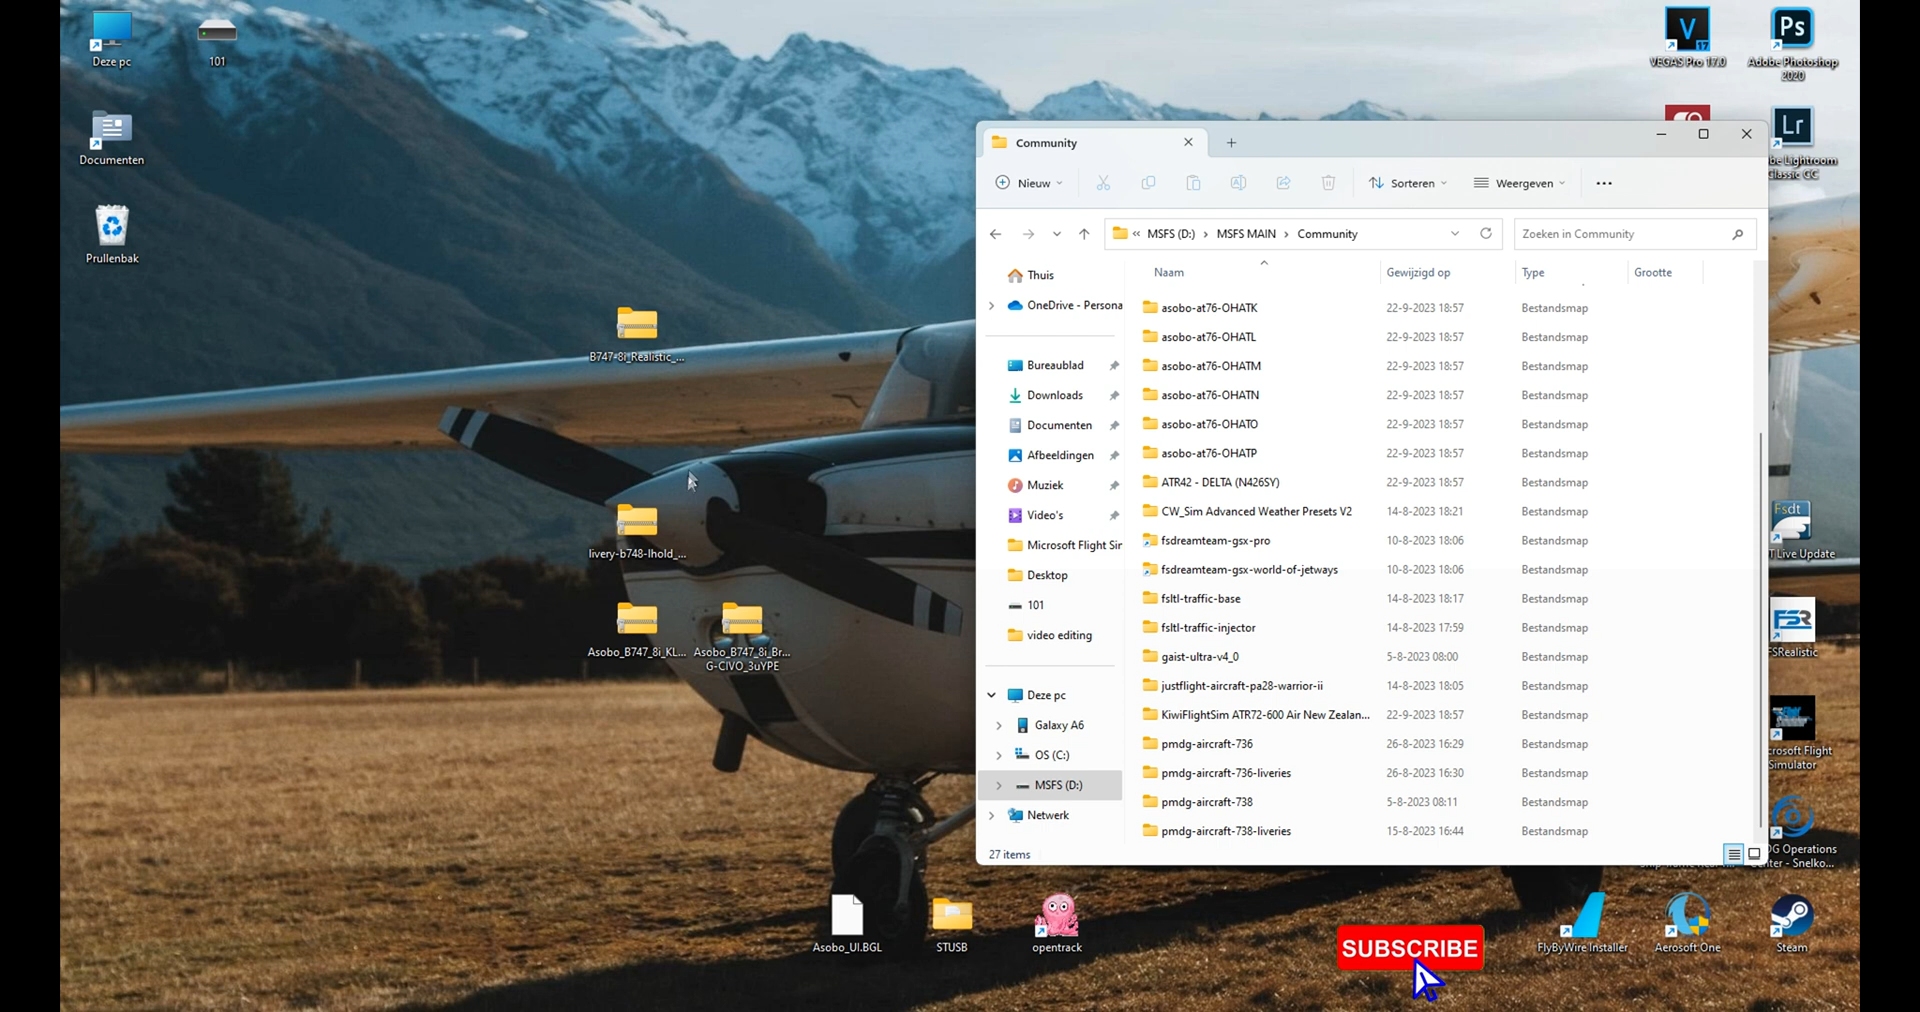 Deze pc
101
Documenten
Prullenbak
B747-8i_Realistic_...
livery-b748-lhold_...
Asobo_B747_8i_KL...
Asobo_B747_8i_Br...
G-CIVO_3uYPE
Asobo_UI.BGL
STUSB
opentrack
SUBSCRIBE
FlyByWire Installer
Aerosoft One
Steam
V
17
VEGAS Pro 17.0
Ps
Adobe Photoshop
2020
Lr
be Lightroom
lassic CC
Fsdt
T Live Update
FSR
FSRealistic
crosoft Flight
Simulator
DG Operations
nter - Snelko...
Community
Nieuw
Sorteren
Weergeven
« MSFS (D:) › MSFS MAIN › Community
Zoeken in Community
Naam
Gewijzigd op
Type
Grootte
Thuis
OneDrive - Persona
Bureaublad
Downloads
Documenten
Afbeeldingen
Muziek
Video's
Microsoft Flight Sir
Desktop
101
video editing
Deze pc
Galaxy A6
OS (C:)
MSFS (D:)
Netwerk
asobo-at76-OHATK 22-9-2023 18:57 Bestandsmap
asobo-at76-OHATL 22-9-2023 18:57 Bestandsmap
asobo-at76-OHATM 22-9-2023 18:57 Bestandsmap
asobo-at76-OHATN 22-9-2023 18:57 Bestandsmap
asobo-at76-OHATO 22-9-2023 18:57 Bestandsmap
asobo-at76-OHATP 22-9-2023 18:57 Bestandsmap
ATR42 - DELTA (N426SY) 22-9-2023 18:57 Bestandsmap
CW_Sim Advanced Weather Presets V2 14-8-2023 18:21 Bestandsmap
fsdreamteam-gsx-pro 10-8-2023 18:06 Bestandsmap
fsdreamteam-gsx-world-of-jetways 10-8-2023 18:06 Bestandsmap
fsltl-traffic-base 14-8-2023 18:17 Bestandsmap
fsltl-traffic-injector 14-8-2023 17:59 Bestandsmap
gaist-ultra-v4_0 5-8-2023 08:00 Bestandsmap
justflight-aircraft-pa28-warrior-ii 14-8-2023 18:05 Bestandsmap
KiwiFlightSim ATR72-600 Air New Zealan... 22-9-2023 18:57 Bestandsmap
pmdg-aircraft-736 26-8-2023 16:29 Bestandsmap
pmdg-aircraft-736-liveries 26-8-2023 16:30 Bestandsmap
pmdg-aircraft-738 5-8-2023 08:11 Bestandsmap
pmdg-aircraft-738-liveries 15-8-2023 16:44 Bestandsmap
27 items